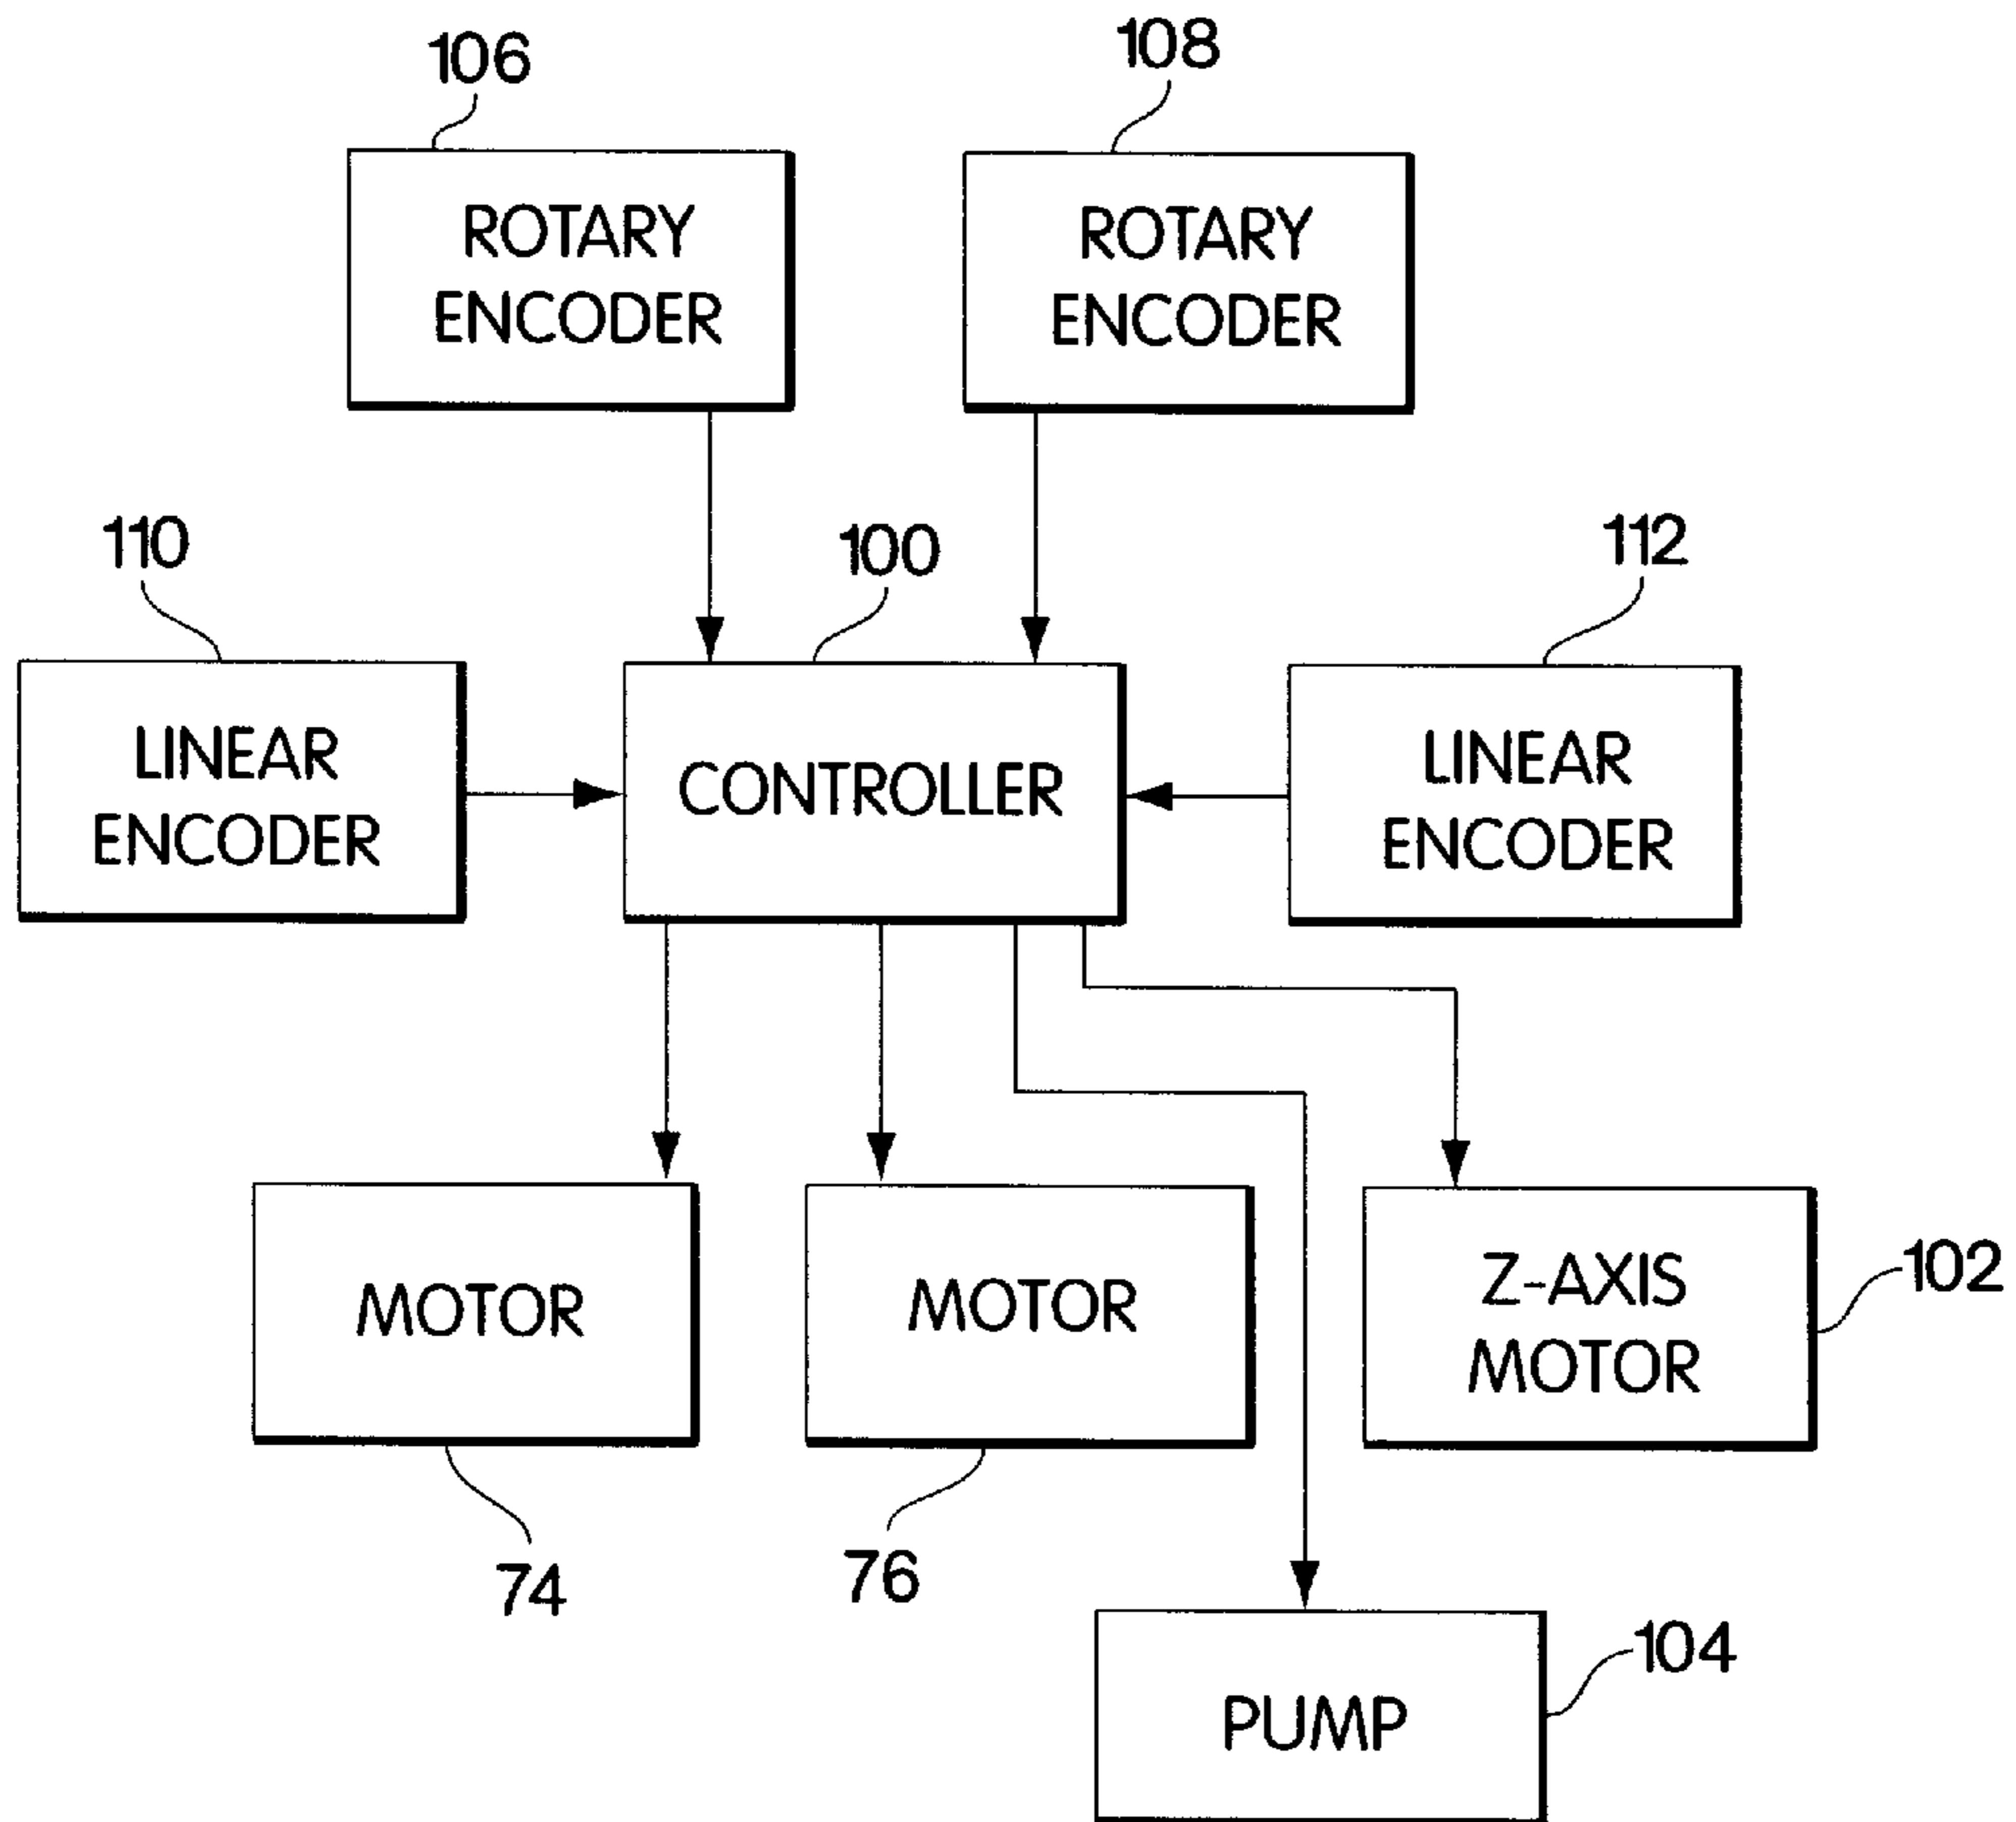 106
108
ROTARY
ENCODER
ROTARY
ENCODER
110
100
112
LINEAR
ENCODER
CONTROLLER
LINEAR
ENCODER
MOTOR
MOTOR
Z-AXIS
MOTOR
102
74
76
104
PUMP